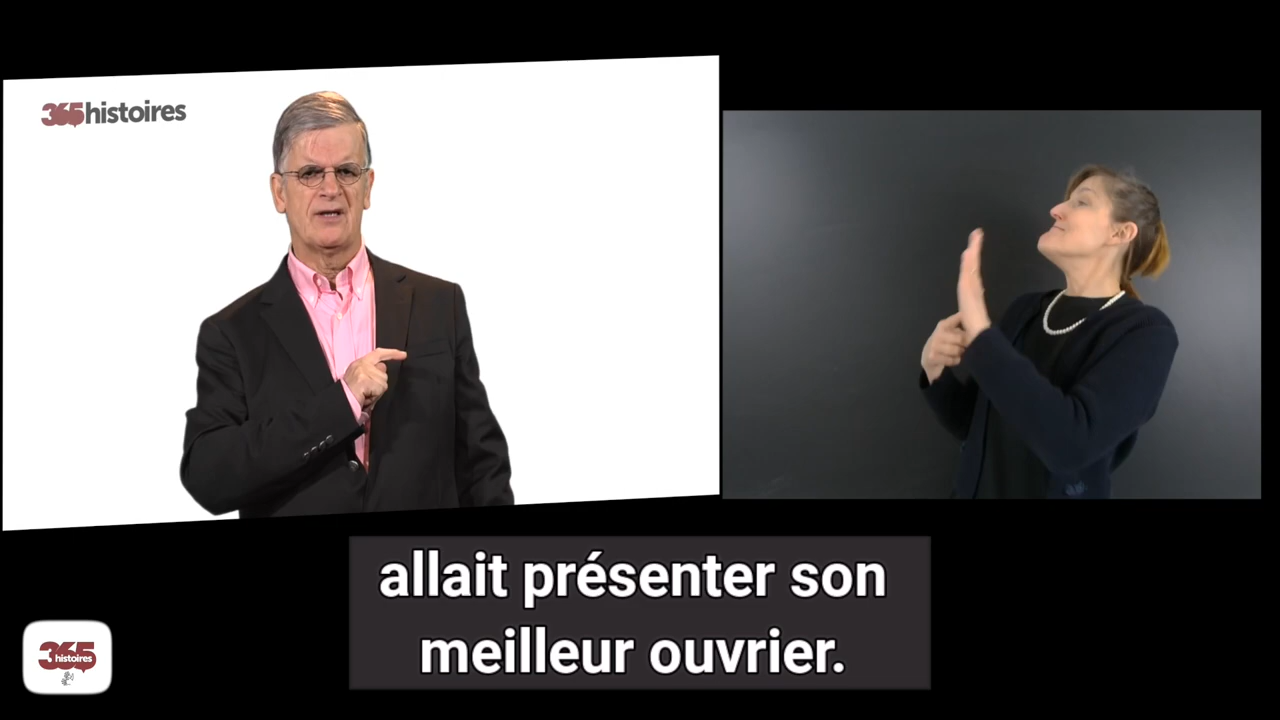 365histoires
allait présenter son
meilleur ouvrier.
365
histoires